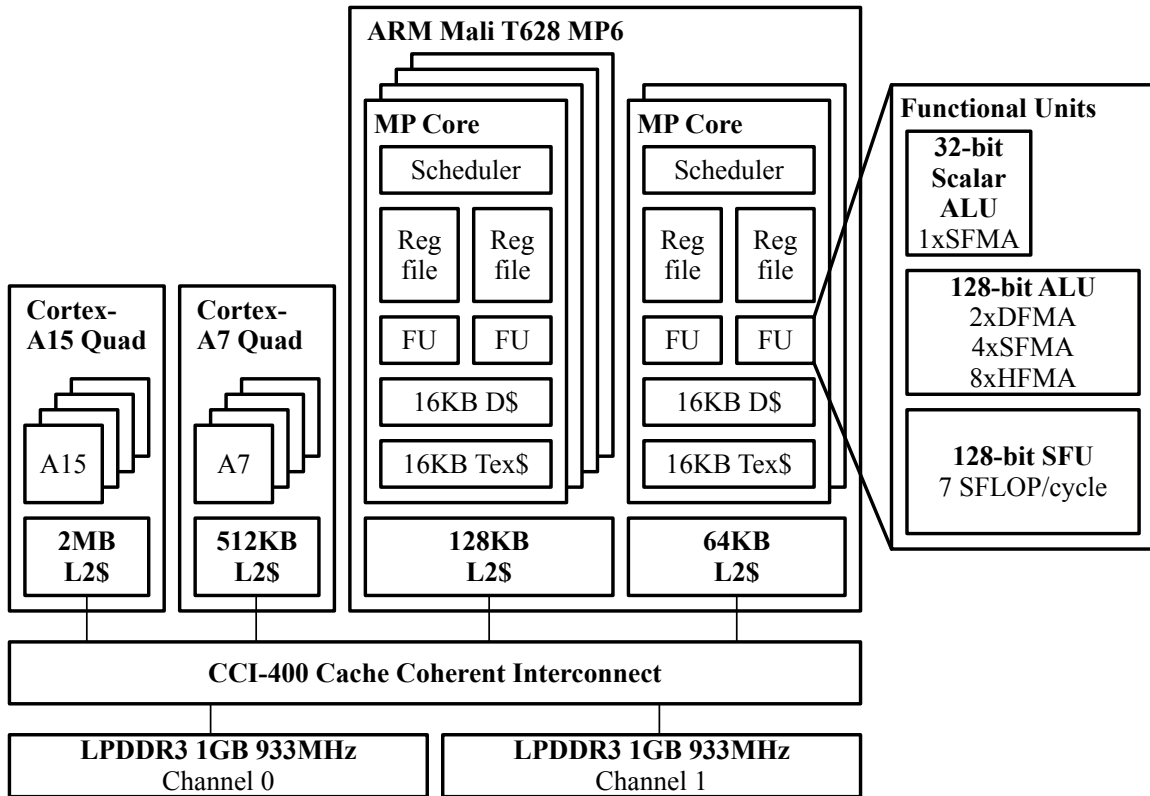 ARM Mali T628 MP6
MP Core
Scheduler
Reg
file
Reg
file
FU
FU
16KB D$
16KB Tex$
128KB
L2$
MP Core
Scheduler
Reg
file
Reg
file
FU
FU
16KB D$
16KB Tex$
64KB
L2$
Functional Units
32-bit
Scalar
ALU
1xSFMA
128-bit ALU
2xDFMA
4xSFMA
8xHFMA
128-bit SFU
7 SFLOP/cycle
Cortex-
A15 Quad
A15
2MB
L2$
Cortex-
A7 Quad
A7
512KB
L2$
CCI-400 Cache Coherent Interconnect
LPDDR3 1GB 933MHz
Channel 0
LPDDR3 1GB 933MHz
Channel 1